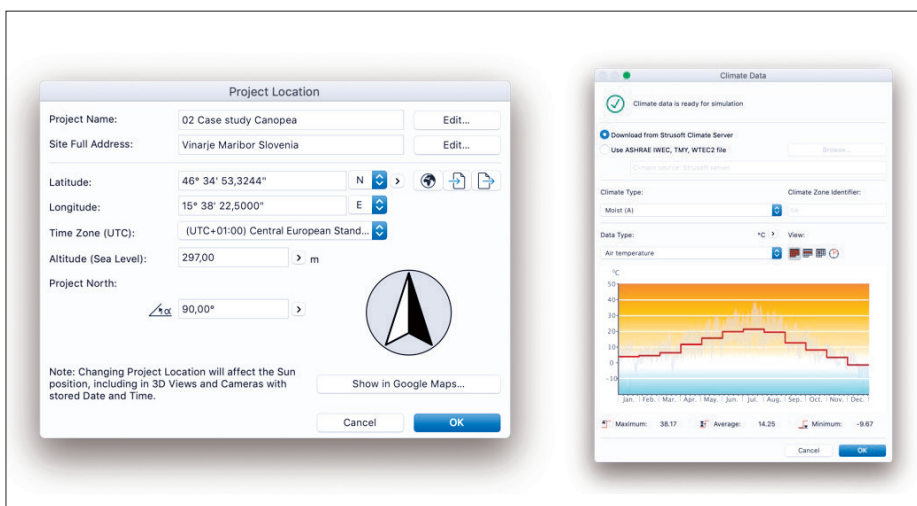 Project Location
Project Name: 02 Case study Canopea Edit...
Site Full Address: Vinarje Maribor Slovenia Edit...
Latitude: 46° 34' 53,3244" N
Longitude: 15° 38' 22,5000" E
Time Zone (UTC): (UTC+01:00) Central European Stand...
Altitude (Sea Level): 297,00 m
Project North:
α 90,00°
Note: Changing Project Location will affect the Sun
position, including in 3D Views and Cameras with
stored Date and Time.
Show in Google Maps...
Cancel OK
Climate Data
Climate data is ready for simulation
Download from Strusoft Climate Server
Use ASHRAE IWEC, TMY, WTEC2 file Browse...
Climate source: Strusoft server
Climate Type: Climate Zone Identifier:
Moist (A)
Data Type: °C View:
Air temperature
°C
50
40
30
20
10
0
-10
Jan. Feb. Mar. Apr. May. Jun. Jul. Aug. Sep. Oct. Nov. Dec.
Maximum: 38.17 Average: 14.25 Minimum: -9.67
Cancel OK